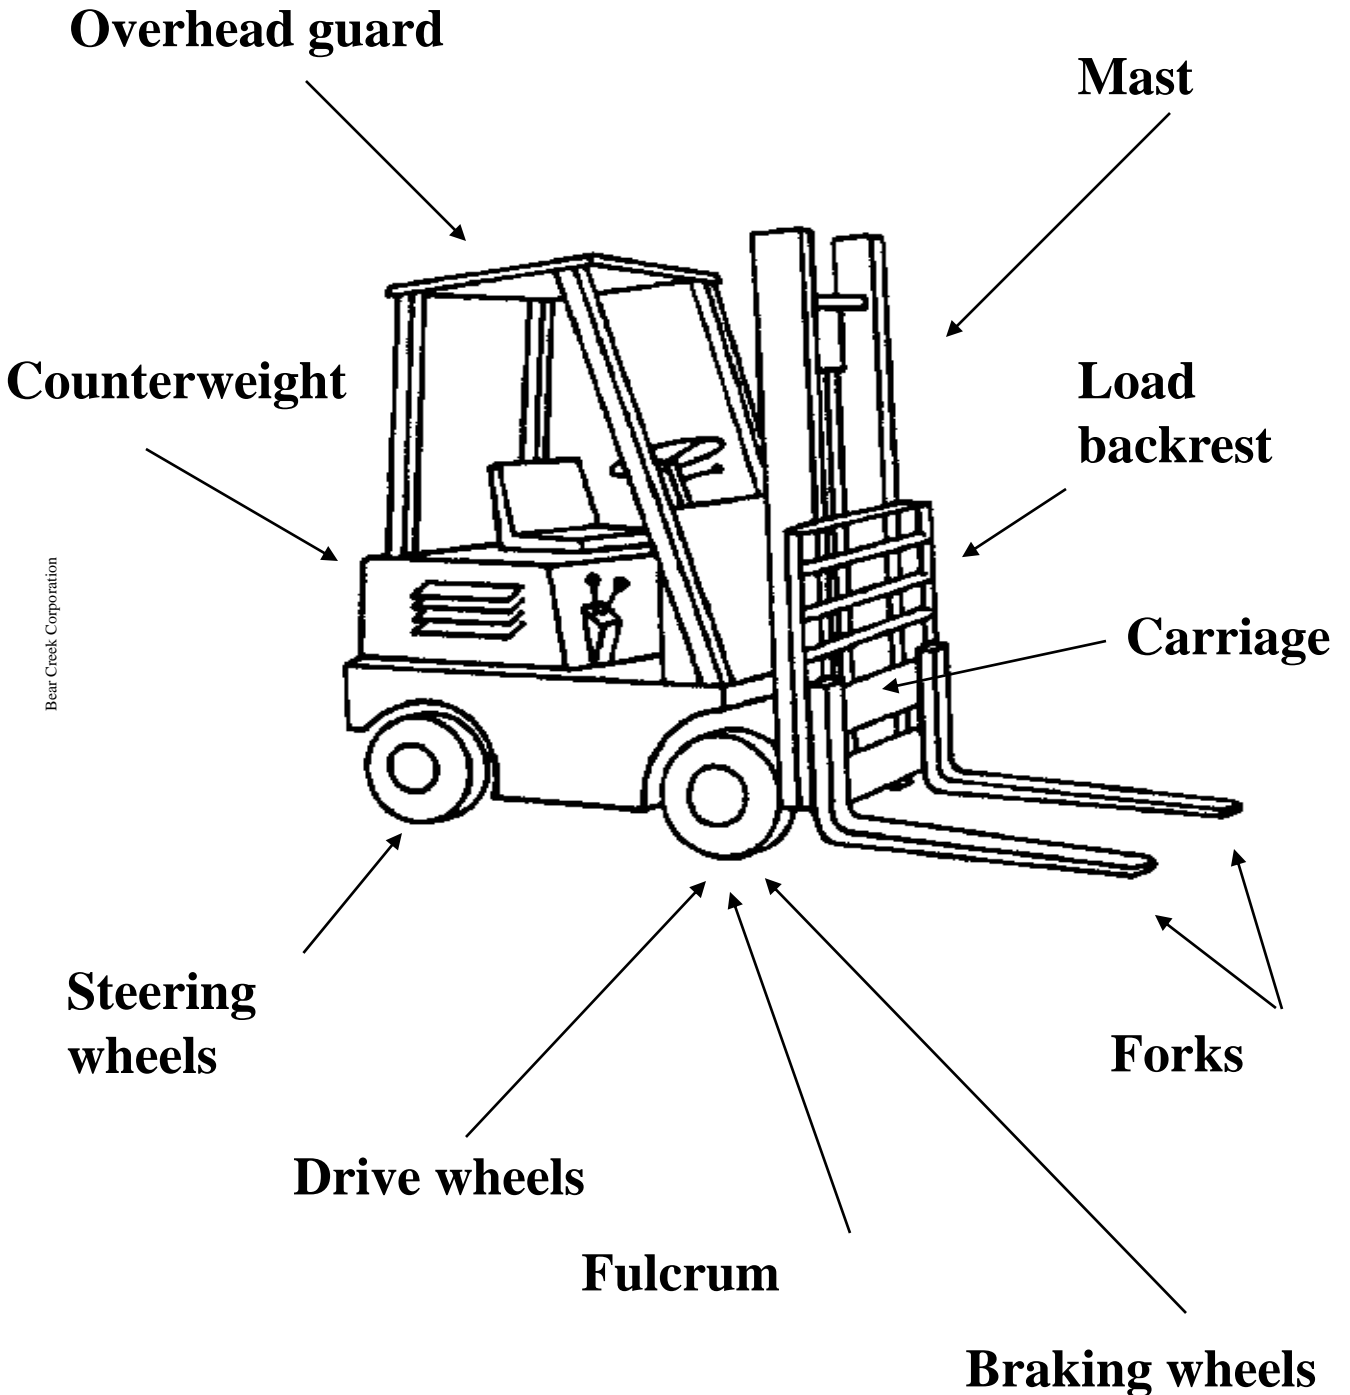 Overhead guard
Mast
Counterweight
Load
backrest
Bear Creek Corporation
Carriage
Steering
wheels
Forks
Drive wheels
Fulcrum
Braking wheels